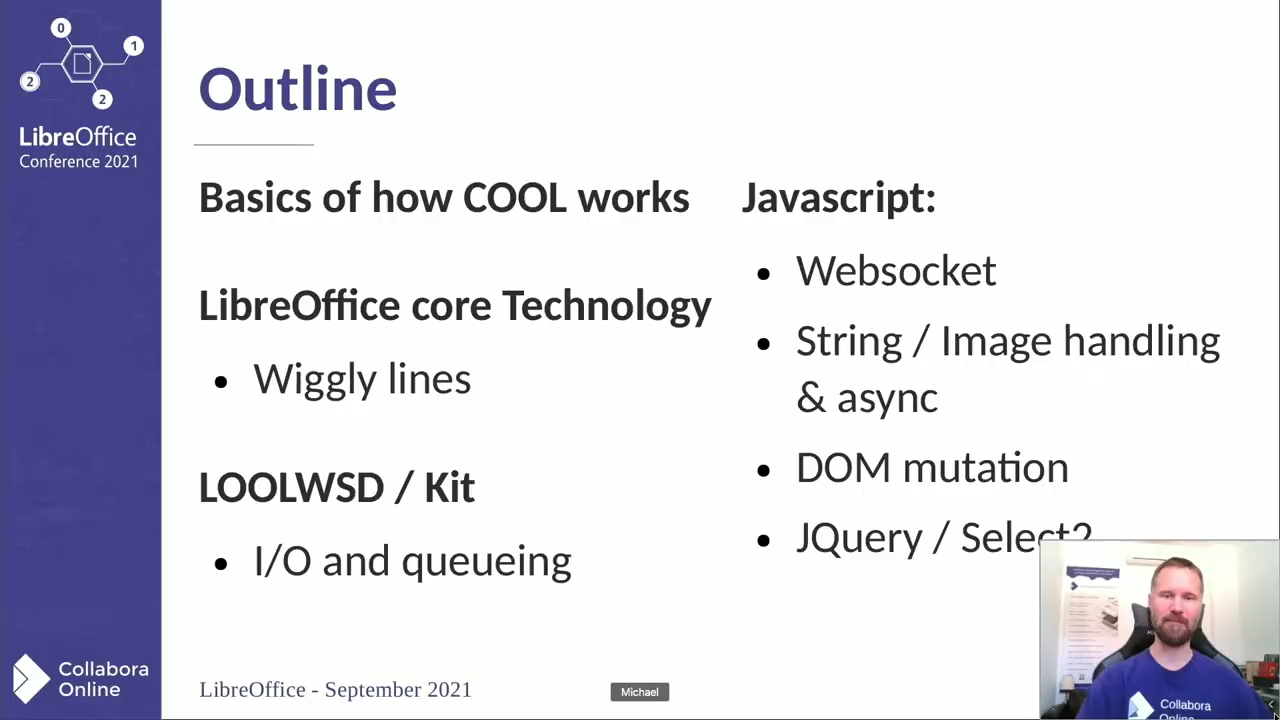 0
1
2
2
LibreOffice
Conference 2021
Outline
Basics of how COOL works
LibreOffice core Technology
• Wiggly lines
LOOLWSD / Kit
• I/O and queueing
Javascript:
• Websocket
• String / Image handling
& async
• DOM mutation
• JQuery / Select2
Collabora
Online
LibreOffice - September 2021
Michael
Collabora
Online